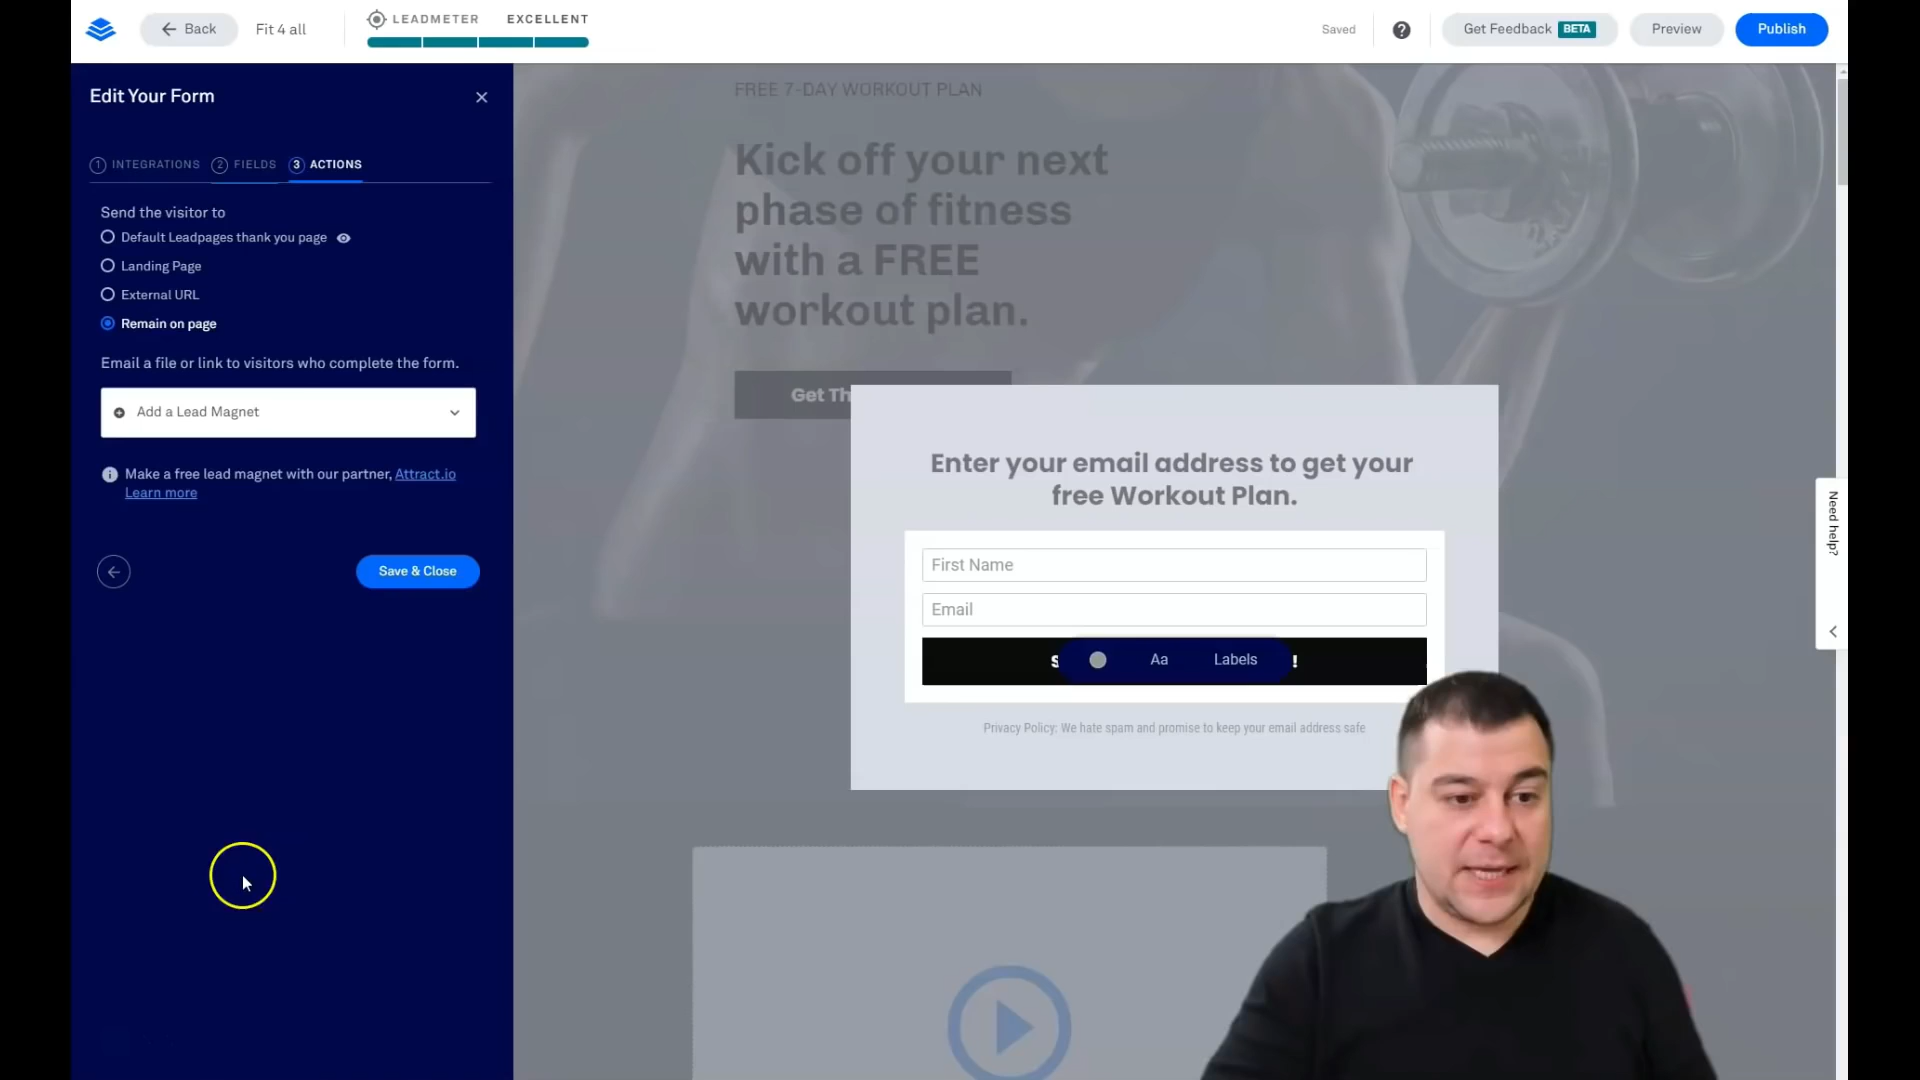 Back
Fit 4 all
LEADMETER EXCELLENT
Saved
?
Get Feedback BETA
Preview
Publish
Edit Your Form
1 INTEGRATIONS 2 FIELDS 3 ACTIONS
Send the visitor to
Default Leadpages thank you page
Landing Page
External URL
Remain on page
Email a file or link to visitors who complete the form.
Add a Lead Magnet
Make a free lead magnet with our partner, Attract.io
Learn more
Save & Close
FREE 7-DAY WORKOUT PLAN
Kick off your next
phase of fitness
with a FREE
workout plan.
Get Th
Enter your email address to get your
free Workout Plan.
First Name
Email
S Aa Labels !
Privacy Policy: We hate spam and promise to keep your email address safe
Need help?